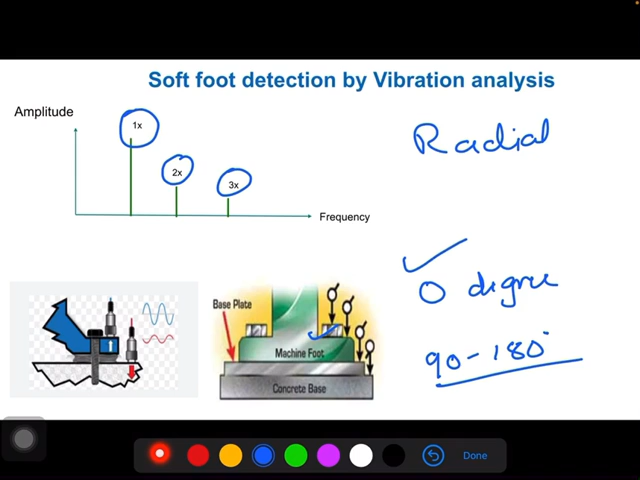 Soft foot detection by Vibration analysis
Amplitude
1x
2x
3x
Frequency
Radial
0 degree
90-180°
Base Plate
Machine Foot
Concrete Base
Done